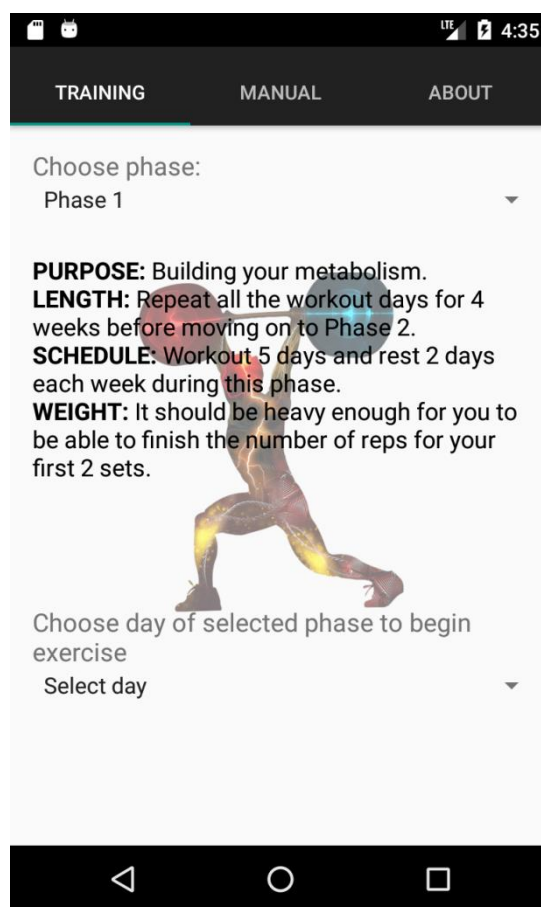 LTE 4:35
TRAINING MANUAL ABOUT
Choose phase:
Phase 1
PURPOSE: Building your metabolism.
LENGTH: Repeat all the workout days for 4
weeks before moving on to Phase 2.
SCHEDULE: Workout 5 days and rest 2 days
each week during this phase.
WEIGHT: It should be heavy enough for you to
be able to finish the number of reps for your
first 2 sets.
Choose day of selected phase to begin
exercise
Select day